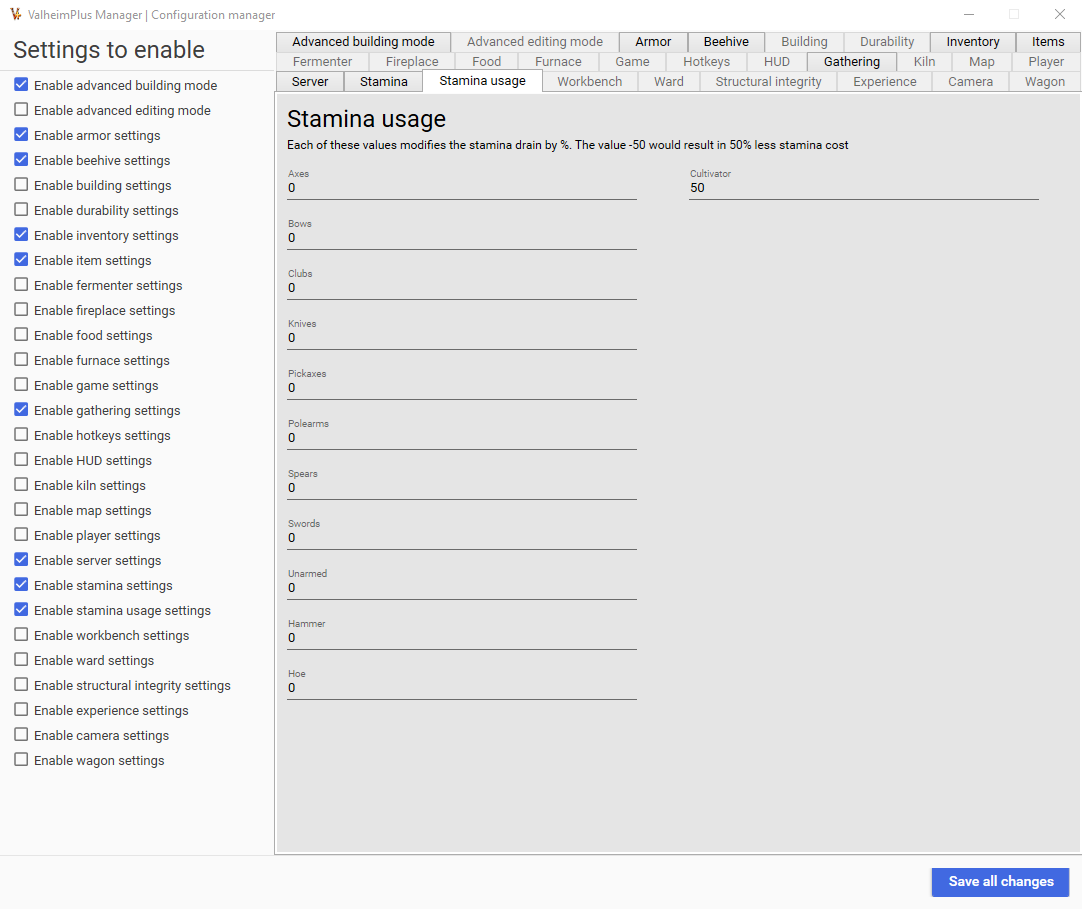 ValheimPlus Manager | Configuration manager
Settings to enable
Enable advanced building mode
Enable advanced editing mode
Enable armor settings
Enable beehive settings
Enable building settings
Enable durability settings
Enable inventory settings
Enable item settings
Enable fermenter settings
Enable fireplace settings
Enable food settings
Enable furnace settings
Enable game settings
Enable gathering settings
Enable hotkeys settings
Enable HUD settings
Enable kiln settings
Enable map settings
Enable player settings
Enable server settings
Enable stamina settings
Enable stamina usage settings
Enable workbench settings
Enable ward settings
Enable structural integrity settings
Enable experience settings
Enable camera settings
Enable wagon settings
Advanced building mode Advanced editing mode Armor Beehive Building Durability Inventory Items
Fermenter Fireplace Food Furnace Game Hotkeys HUD Gathering Kiln Map Player
Server Stamina Stamina usage Workbench Ward Structural integrity Experience Camera Wagon
Stamina usage
Each of these values modifies the stamina drain by %. The value -50 would result in 50% less stamina cost
Axes
0
Bows
0
Clubs
0
Knives
0
Pickaxes
0
Polearms
0
Spears
0
Swords
0
Unarmed
0
Hammer
0
Hoe
0
Cultivator
50
Save all changes